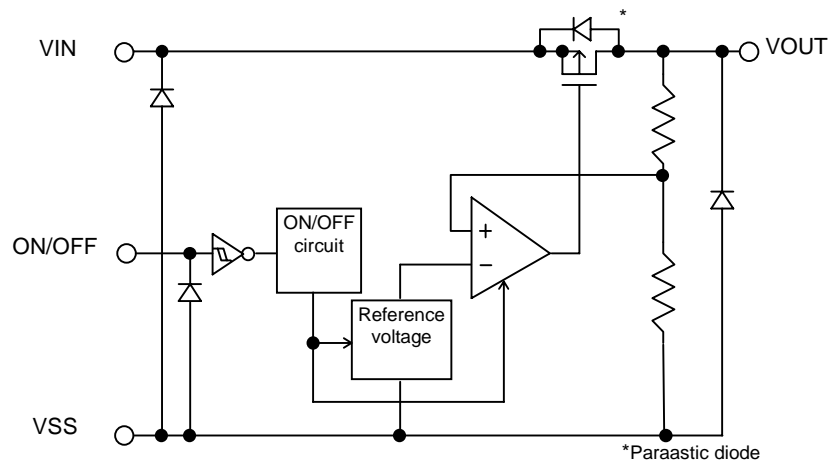 *
VIN
VOUT
ON/OFF
circuit
+
−
ON/OFF
Reference
voltage
VSS
*Paraastic diode